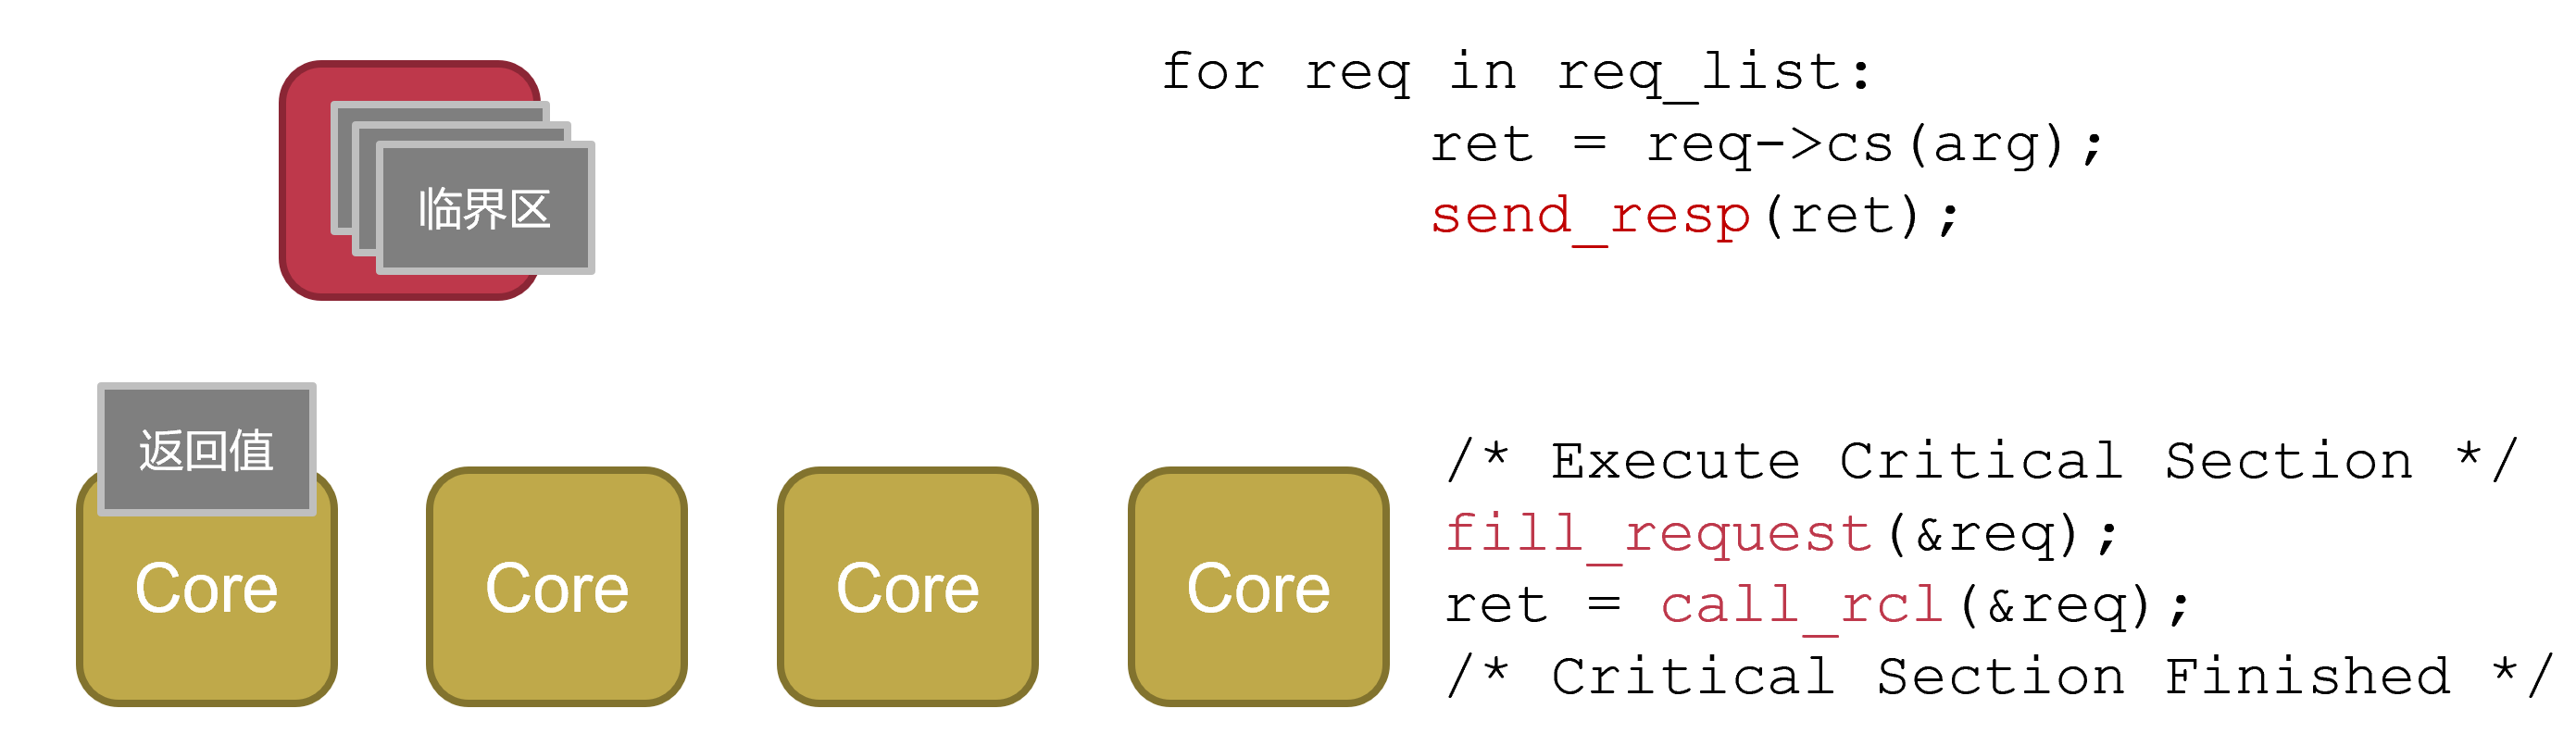 for req in req_list:
ret = req->cs(arg);
send_resp(ret);
临界区
返回值
Core
Core
Core
Core
/* Execute Critical Section */
fill_request(&req);
ret = call_rcl(&req);
/* Critical Section Finished */